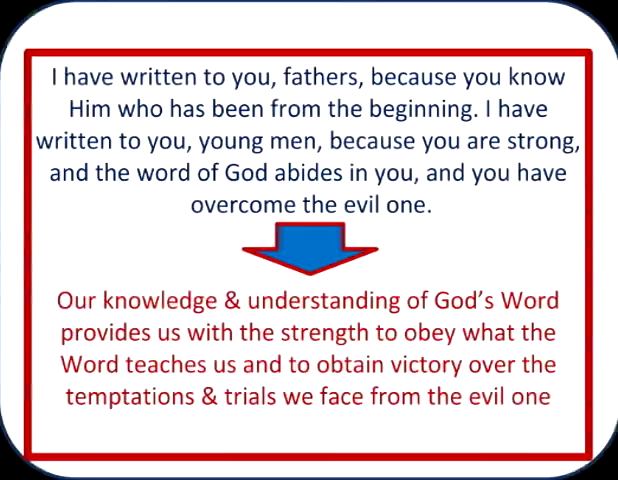 I have written to you, fathers, because you know
Him who has been from the beginning. I have
written to you, young men, because you are strong,
and the word of God abides in you, and you have
overcome the evil one.
Our knowledge & understanding of God’s Word
provides us with the strength to obey what the
Word teaches us and to obtain victory over the
temptations & trials we face from the evil one